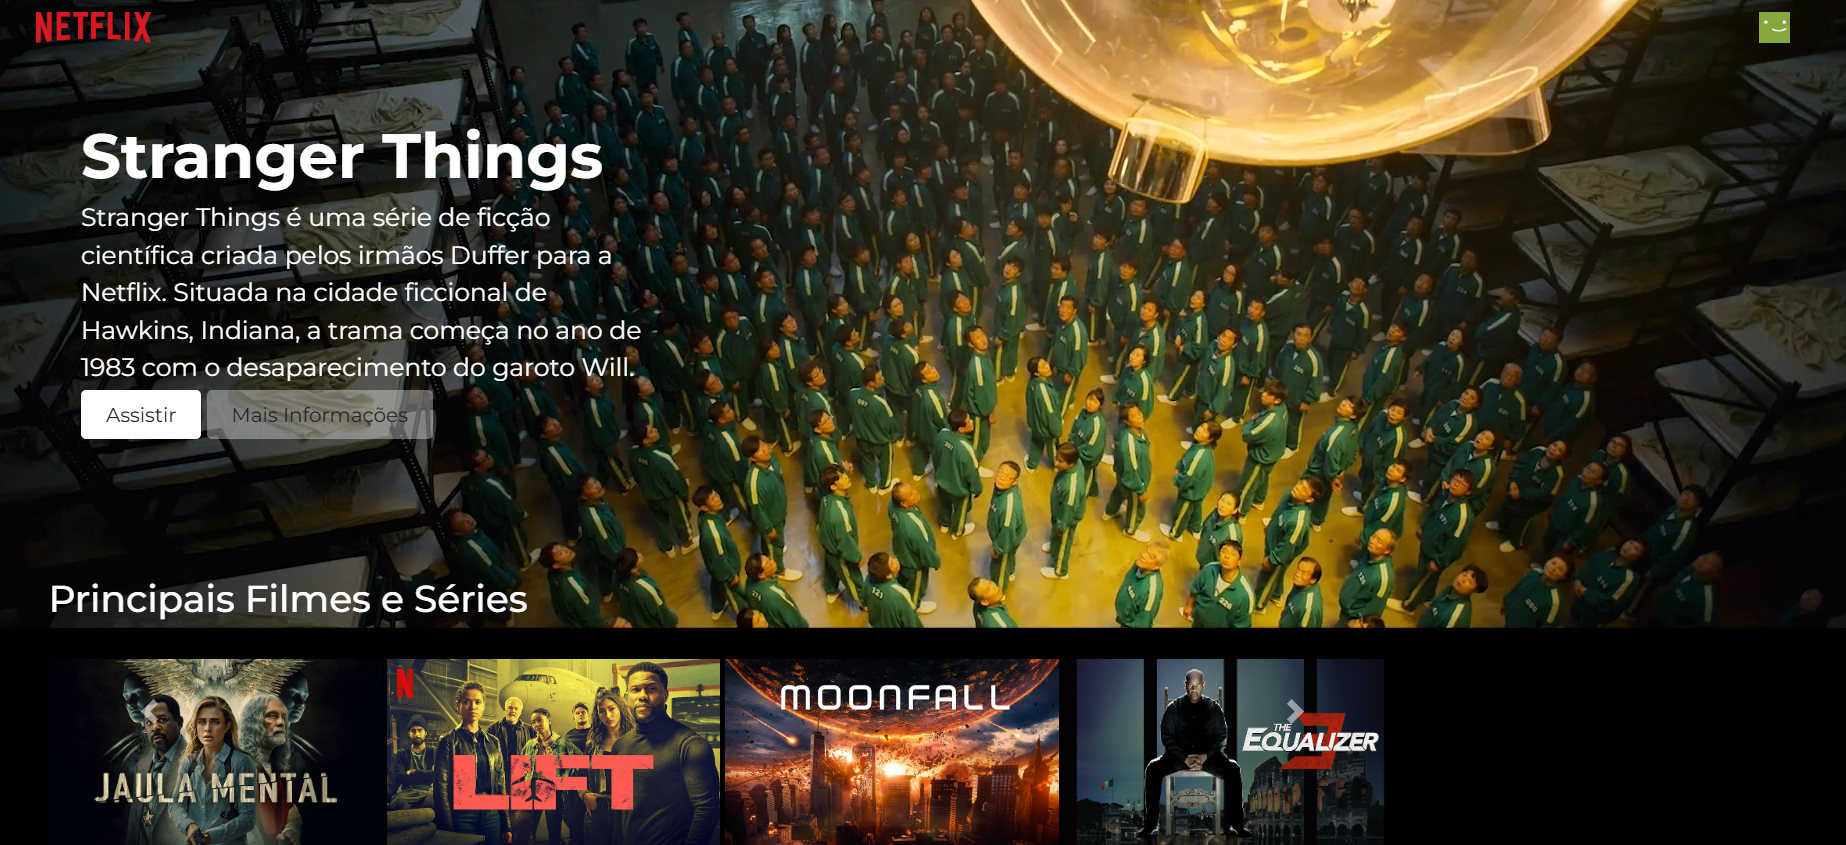 NETFLIX
Stranger Things
Stranger Things é uma série de ficção
científica criada pelos irmãos Duffer para a
Netflix. Situada na cidade ficcional de
Hawkins, Indiana, a trama começa no ano de
1983 com o desaparecimento do garoto Will.
Assistir
Mais Informações
Principais Filmes e Séries
JAULA MENTAL
N
LIFT
MOONFALL
THE
EQUALIZER
3